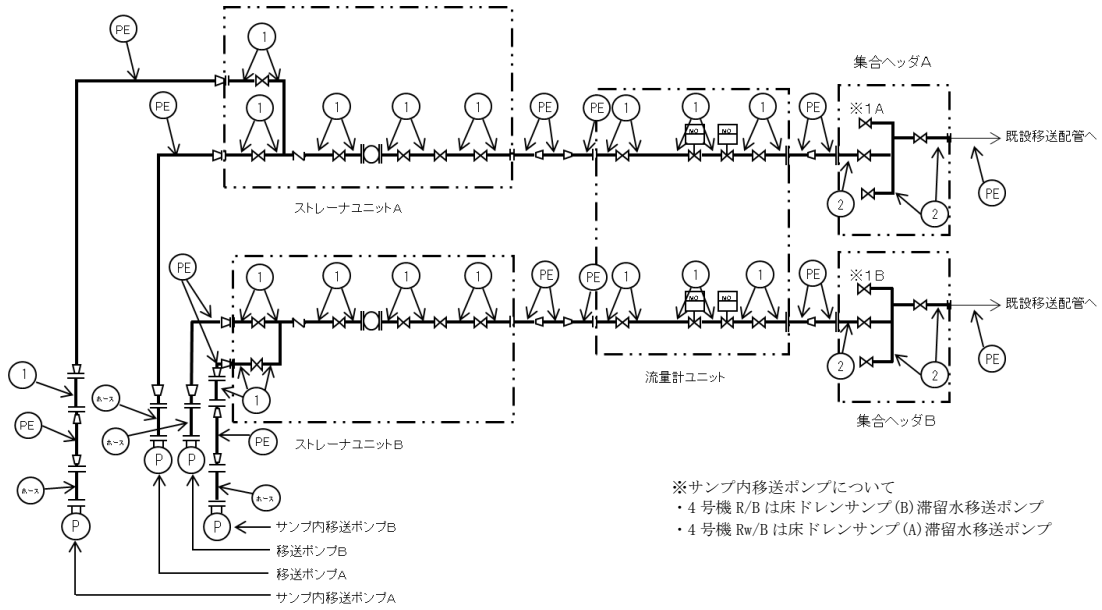 PE
1
集合ヘッダA
※1A
PE
1
1
1
1
PE
PE
1
1
1
PE
既設移送配管へ
2
2
PE
ストレーナユニットA
PE
1
1
1
1
PE
PE
1
1
PE
※1B
既設移送配管へ
2
2
PE
流量計ユニット
集合ヘッダB
1
1
ホース
ホース
PE
PE
ストレーナユニットB
P
P
ホース
ホース
P
P
サンプ内移送ポンプB
移送ポンプB
移送ポンプA
サンプ内移送ポンプA
※サンプ内移送ポンプについて
・4号機 R/B は床ドレンサンプ(B)滞留水移送ポンプ
・4号機 Rw/B は床ドレンサンプ(A)滞留水移送ポンプ